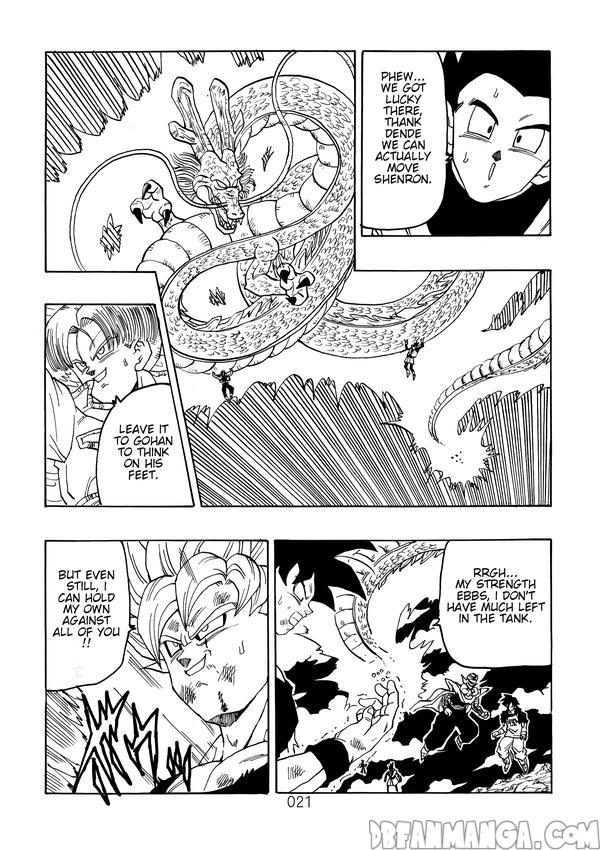 PHEW...
WE GOT
LUCKY
THERE,
THANK
DENDE
WE CAN
ACTUALLY
MOVE
SHENRON.
LEAVE IT
TO GOHAN
TO THINK
ON HIS
FEET.
RRGH...
MY STRENGTH
EBBS, I DON'T
HAVE MUCH LEFT
IN THE TANK.
BUT EVEN
STILL, I
CAN HOLD
MY OWN
AGAINST
ALL OF YOU
!!
021
DBFANMANGA.COM